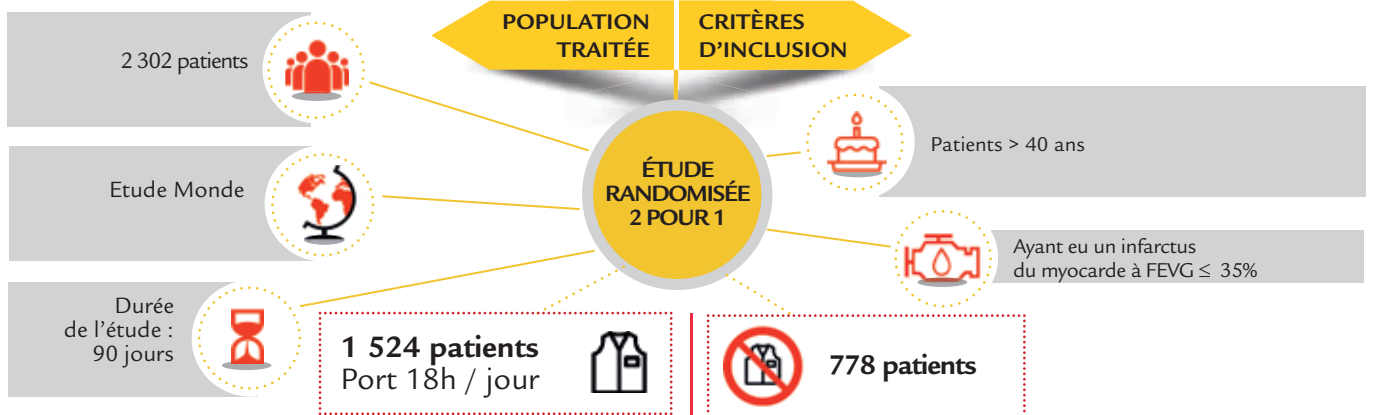 POPULATION
TRAITÉE
CRITÈRES
D'INCLUSION
2 302 patients
Etude Monde
Durée
de l'étude :
90 jours
ÉTUDE
RANDOMISÉE
2 POUR 1
Patients > 40 ans
Ayant eu un infarctus
du myocarde à FEVG ≤ 35%
1 524 patients
Port 18h / jour
778 patients